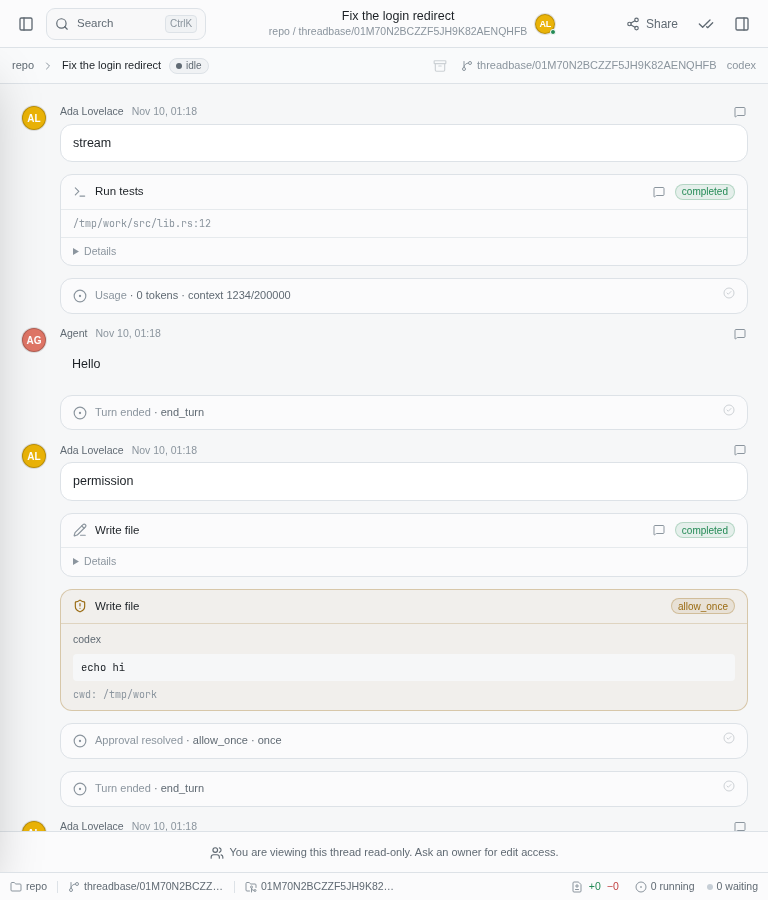 Search CtrlK
Fix the login redirect
repo / threadbase/01M70N2BCZZF5JH9K82AENQHFB
AL
Share
repo > Fix the login redirect idle
threadbase/01M70N2BCZZF5JH9K82AENQHFB codex
AL Ada Lovelace Nov 10, 01:18
stream
Run tests completed
/tmp/work/src/lib.rs:12
Details
Usage · 0 tokens · context 1234/200000
AG Agent Nov 10, 01:18
Hello
Turn ended · end_turn
AL Ada Lovelace Nov 10, 01:18
permission
Write file completed
Details
Write file allow_once
codex
echo hi
cwd: /tmp/work
Approval resolved · allow_once · once
Turn ended · end_turn
AL Ada Lovelace Nov 10, 01:18
You are viewing this thread read-only. Ask an owner for edit access.
repo threadbase/01M70N2BCZZ… 01M70N2BCZZF5JH9K82… +0 −0 0 running 0 waiting